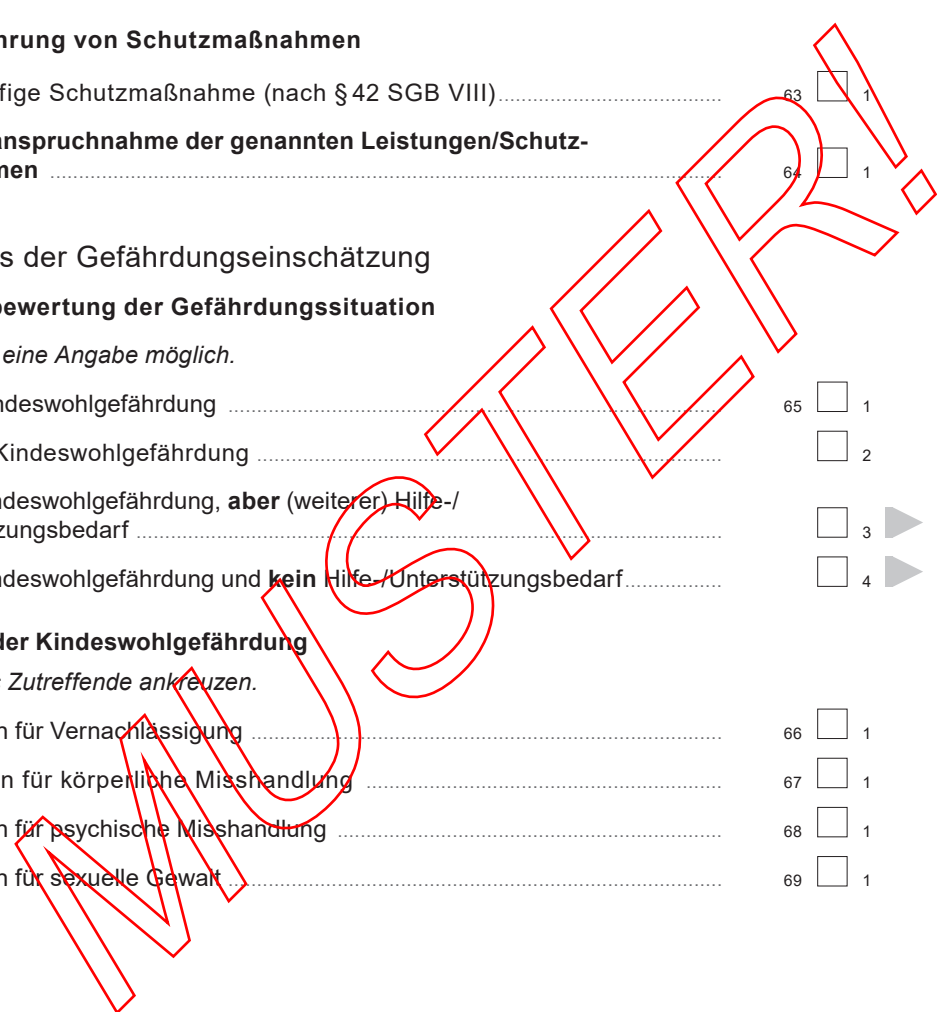 hrung von Schutzmaßnahmen
fige Schutzmaßnahme (nach § 42 SGB VIII) 63 1
anspruchnahme der genannten Leistungen/Schutz-
men 64 1
s der Gefährdungseinschätzung
bewertung der Gefährdungssituation
eine Angabe möglich.
ndeswohlgefährdung 65 1
Kindeswohlgefährdung 2
ndeswohlgefährdung, aber (weiterer) Hilfe-/
zungsbedarf 3
ndeswohlgefährdung und kein Hilfe-/Unterstützungsbedarf 4
der Kindeswohlgefährdung
s Zutreffende ankreuzen.
n für Vernachlässigung 66 1
n für körperliche Misshandlung 67 1
n für psychische Misshandlung 68 1
n für sexuelle Gewalt 69 1
MUSTER!